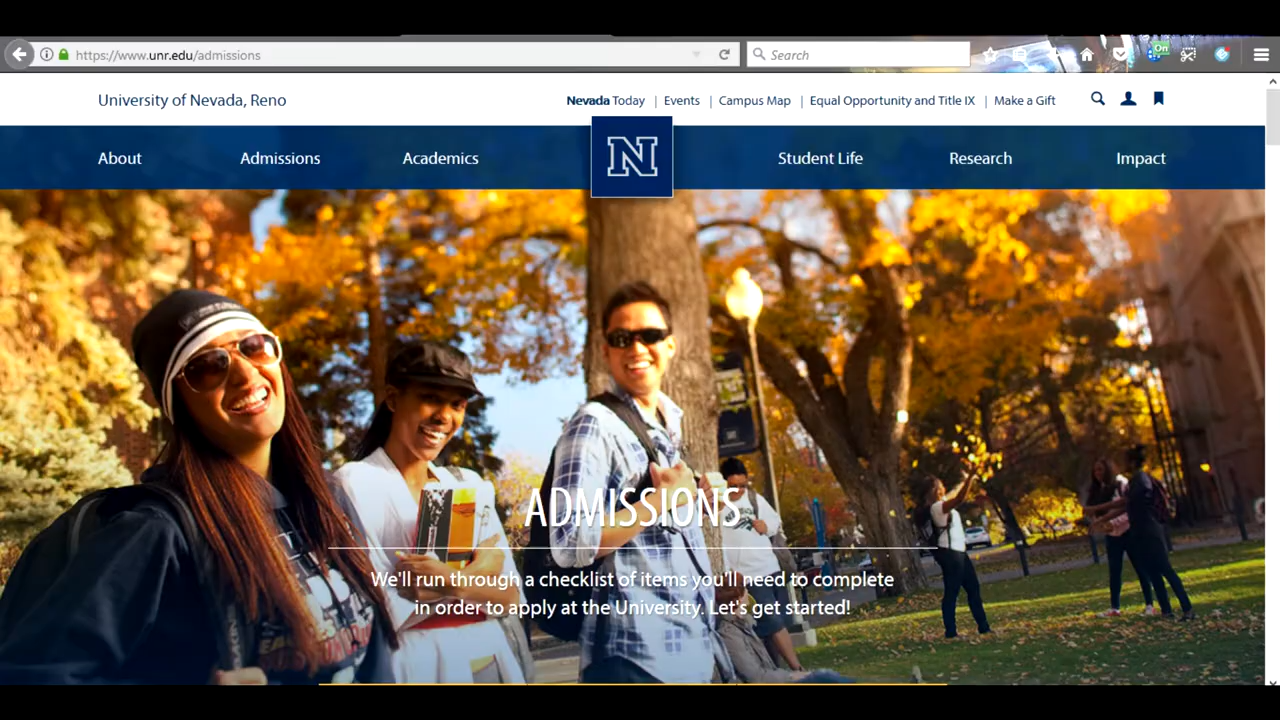 https://www.unr.edu/admissions
Search
On
University of Nevada, Reno
Nevada Today | Events | Campus Map | Equal Opportunity and Title IX | Make a Gift
About Admissions Academics N Student Life Research Impact
ADMISSIONS
We'll run through a checklist of items you'll need to complete
in order to apply at the University. Let's get started!